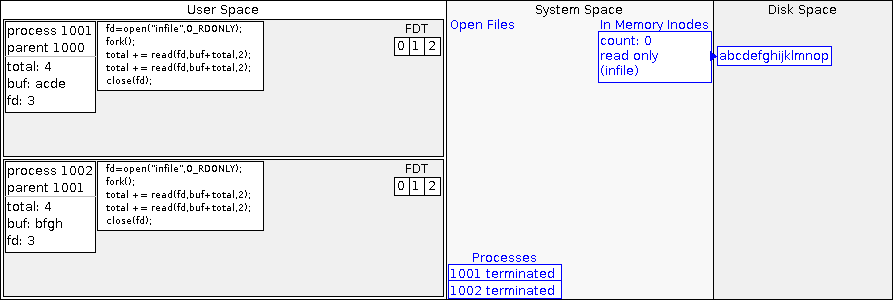 User Space
System Space
Disk Space
process 1001
parent 1000
total: 4
buf: acde
fd: 3
fd=open("infile",O_RDONLY);
fork();
total += read(fd,buf+total,2);
total += read(fd,buf+total,2);
close(fd);
FDT
0 1 2
Open Files
In Memory Inodes
count: 0
read only
(infile)
abcdefghijklmnop
process 1002
parent 1001
total: 4
buf: bfgh
fd: 3
fd=open("infile",O_RDONLY);
fork();
total += read(fd,buf+total,2);
total += read(fd,buf+total,2);
close(fd);
FDT
0 1 2
Processes
1001 terminated
1002 terminated